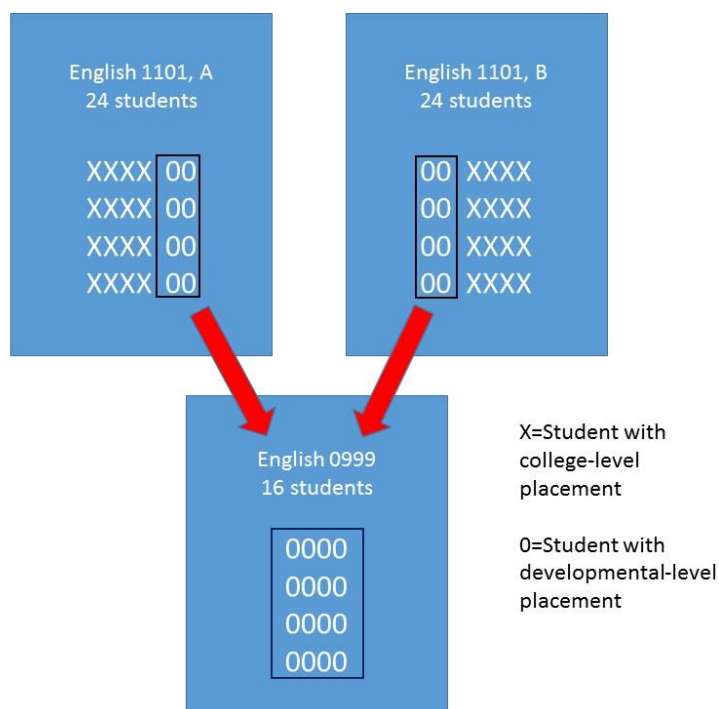 English 1101, A
24 students
XXXX 00
XXXX 00
XXXX 00
XXXX 00
English 1101, B
24 students
00 XXXX
00 XXXX
00 XXXX
00 XXXX
English 0999
16 students
0000
0000
0000
0000
X=Student with
college-level
placement
0=Student with
developmental-level
placement